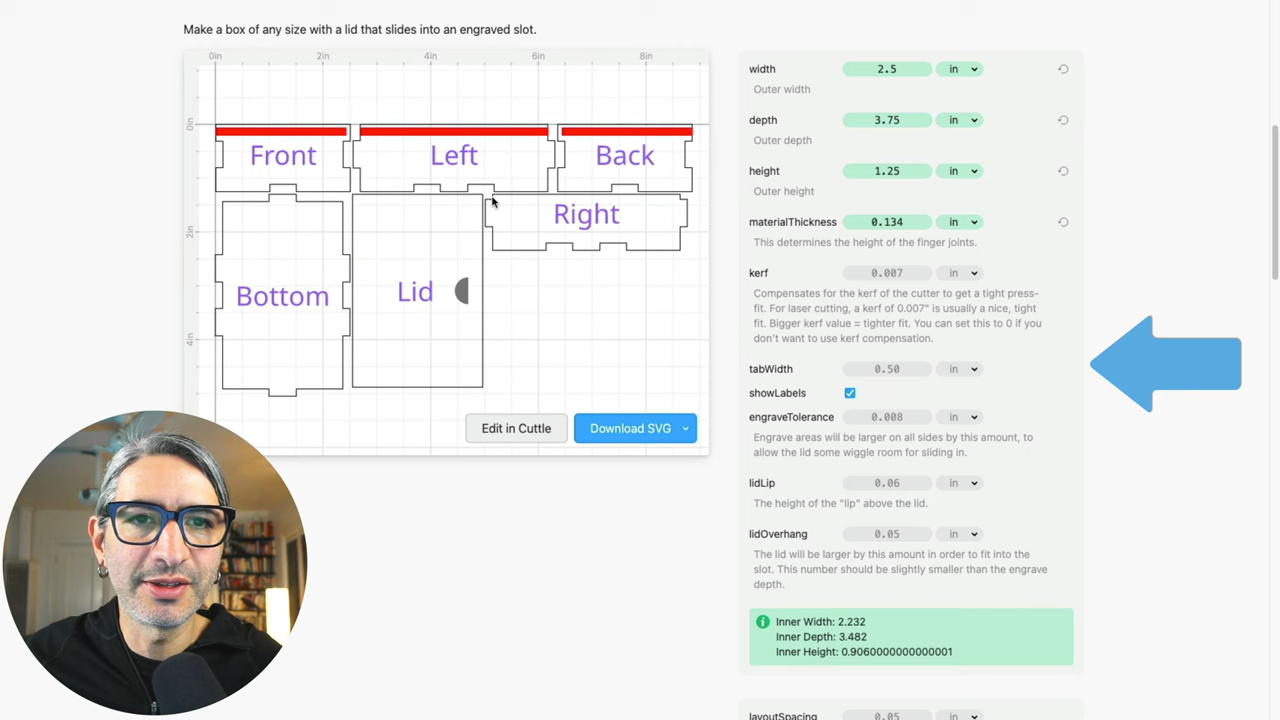 Make a box of any size with a lid that slides into an engraved slot.
0in 2in 4in 6in 8in
0in
2in
4in
Front
Left
Back
Right
Bottom
Lid
Edit in Cuttle
Download SVG
width 2.5 in
Outer width
depth 3.75 in
Outer depth
height 1.25 in
Outer height
materialThickness 0.134 in
This determines the height of the finger joints.
kerf 0.007 in
Compensates for the kerf of the cutter to get a tight press-
fit. For laser cutting, a kerf of 0.007" is usually a nice, tight
fit. Bigger kerf value = tighter fit. You can set this to 0 if you
don't want to use kerf compensation.
tabWidth 0.50 in
showLabels
engraveTolerance 0.008 in
Engrave areas will be larger on all sides by this amount, to
allow the lid some wiggle room for sliding in.
lidLip 0.06 in
The height of the "lip" above the lid.
lidOverhang 0.05 in
The lid will be larger by this amount in order to fit into the
slot. This number should be slightly smaller than the engrave
depth.
Inner Width: 2.232
Inner Depth: 3.482
Inner Height: 0.9060000000000001
layoutSpacing 0.05 in